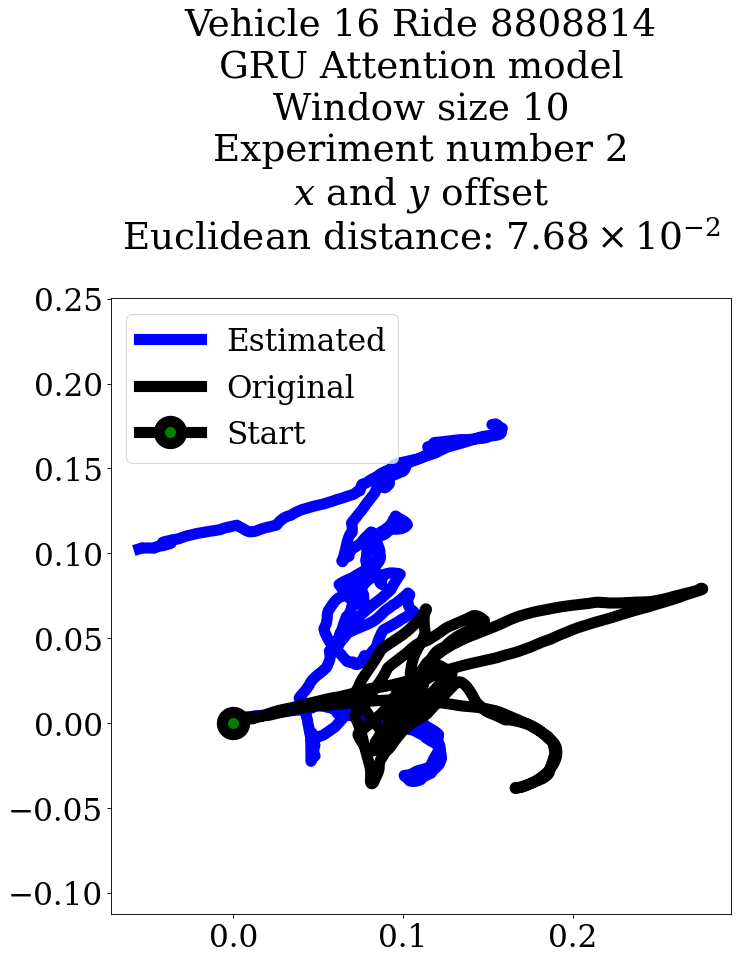 Vehicle 16 Ride 8808814
GRU Attention model
Window size 10
Experiment number 2
x and y offset
Euclidean distance: 7.68 × 10⁻²
0.25
0.20
0.15
0.10
0.05
0.00
−0.05
−0.10
Estimated
Original
Start
0.0 0.1 0.2